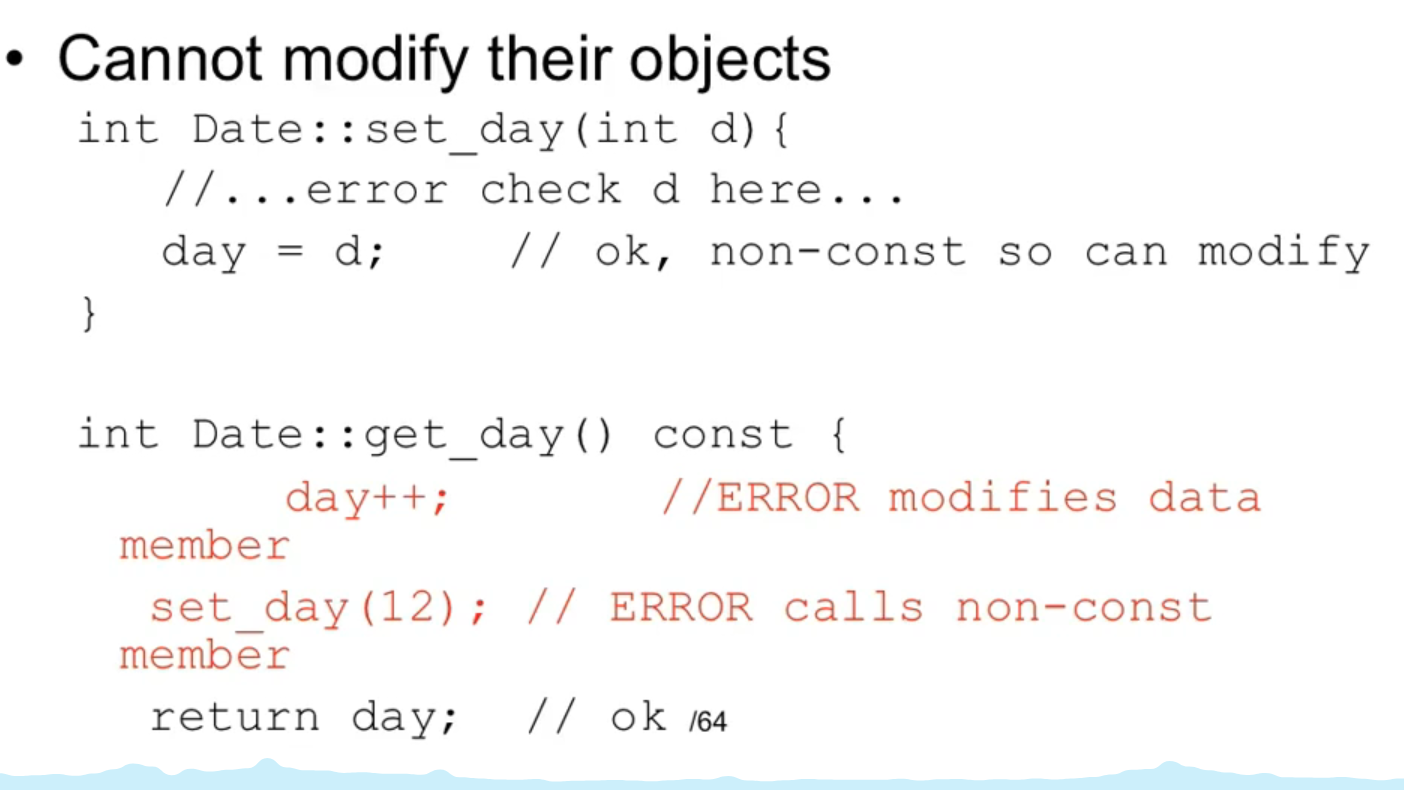 • Cannot modify their objects
int Date::set_day(int d){
//...error check d here...
day = d; // ok, non-const so can modify
}
int Date::get_day() const {
day++; //ERROR modifies data
member
set_day(12); // ERROR calls non-const
member
return day; // ok /64